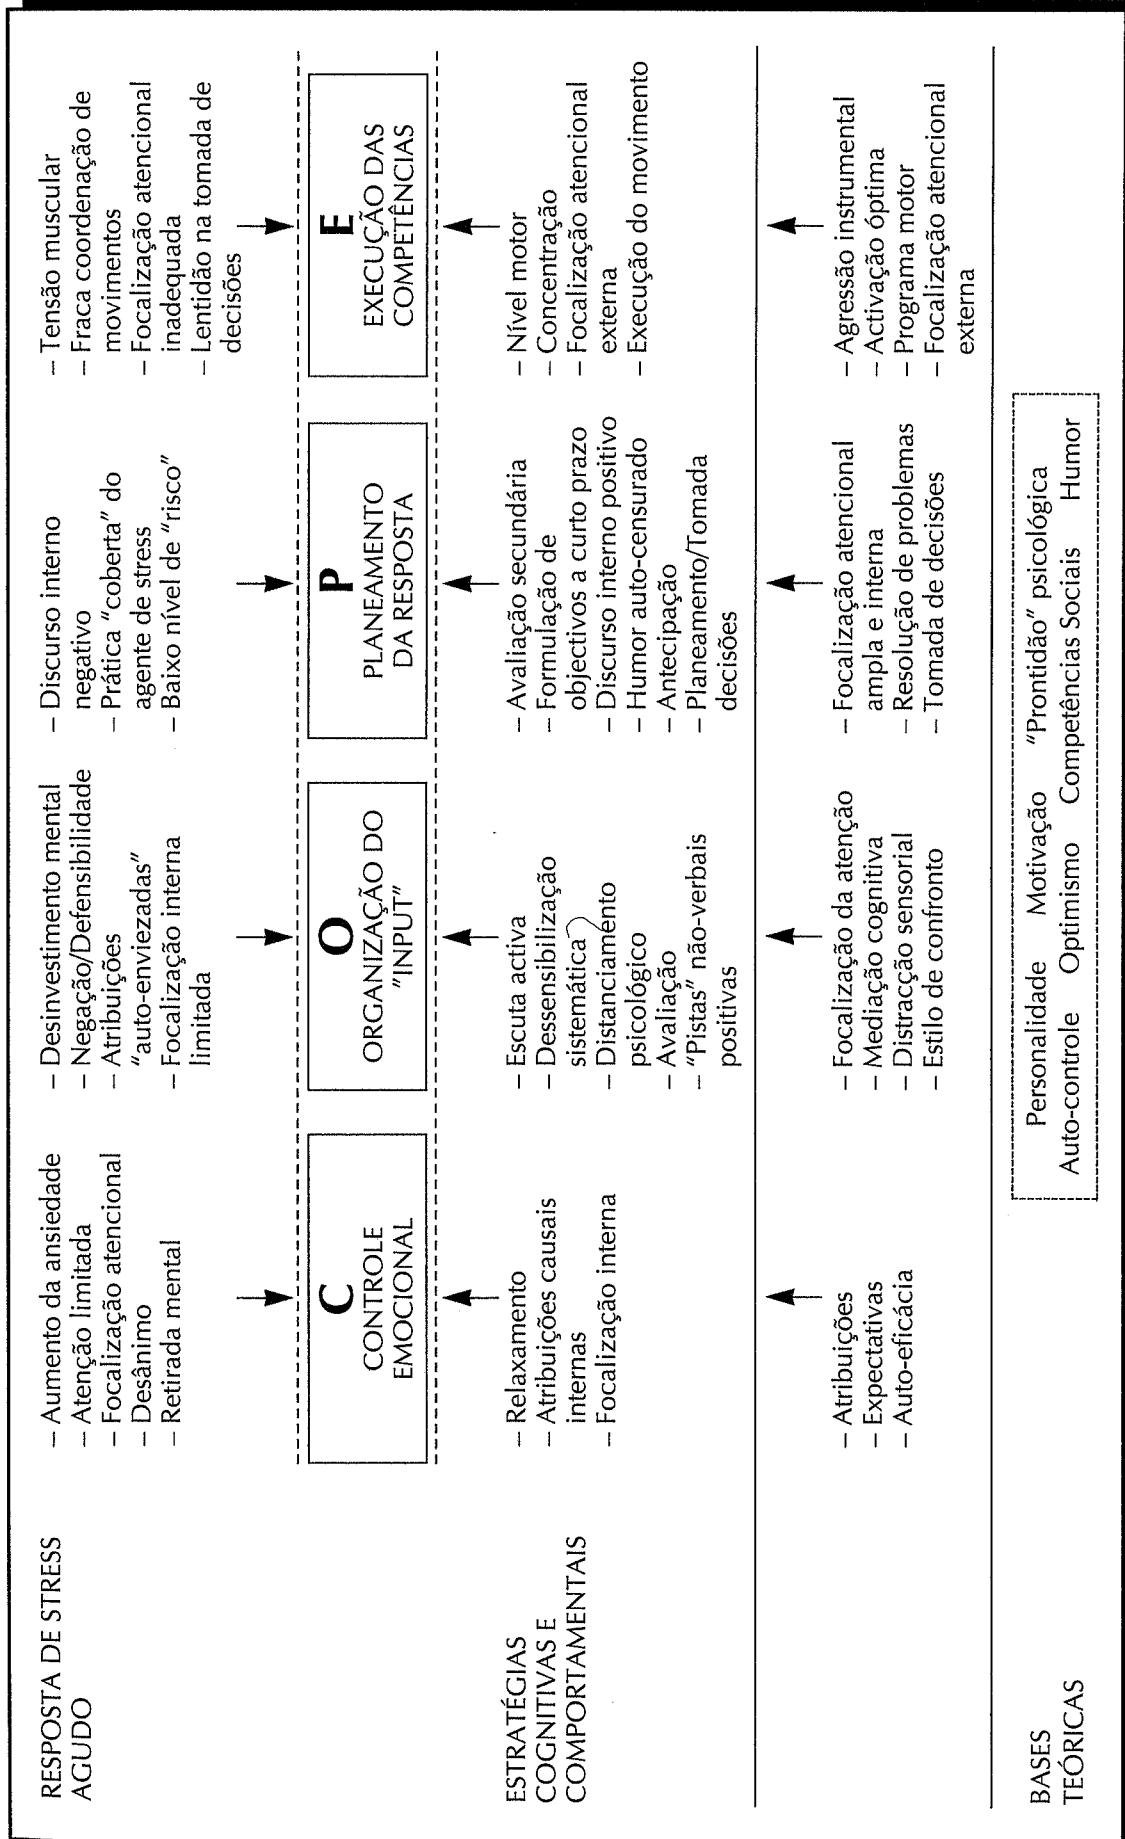 RESPOSTA DE STRESS
AGUDO
– Aumento da ansiedade
– Atenção limitada
– Focalização atencional
– Desânimo
– Retirada mental
– Desinvestimento mental
– Negação/Defensibilidade
– Atribuições
"auto-enviezadas"
– Focalização interna
limitada
– Discurso interno
negativo
– Prática "coberta" do
agente de stress
– Baixo nível de "risco"
– Tensão muscular
– Fraca coordenação de
movimentos
– Focalização atencional
inadequada
– Lentidão na tomada de
decisões
C
CONTROLE
EMOCIONAL
O
ORGANIZAÇÃO DO
"INPUT"
P
PLANEAMENTO
DA RESPOSTA
E
EXECUÇÃO DAS
COMPETÊNCIAS
ESTRATÉGIAS
COGNITIVAS E
COMPORTAMENTAIS
– Relaxamento
– Atribuições causais
internas
– Focalização interna
– Escuta activa
– Dessensibilização
sistemática
– Distanciamento
psicológico
– Avaliação
– "Pistas" não-verbais
positivas
– Avaliação secundária
– Formulação de
objectivos a curto prazo
– Discurso interno positivo
– Humor auto-censurado
– Antecipação
– Planeamento/Tomada
decisões
– Nível motor
– Concentração
– Focalização atencional
externa
– Execução do movimento
– Atribuições
– Expectativas
– Auto-eficácia
– Focalização da atenção
– Mediação cognitiva
– Distracção sensorial
– Estilo de confronto
– Focalização atencional
ampla e interna
– Resolução de problemas
– Tomada de decisões
– Agressão instrumental
– Activação óptima
– Programa motor
– Focalização atencional
externa
BASES
TEÓRICAS
Personalidade Motivação "Prontidão" psicológica
Auto-controle Optimismo Competências Sociais Humor